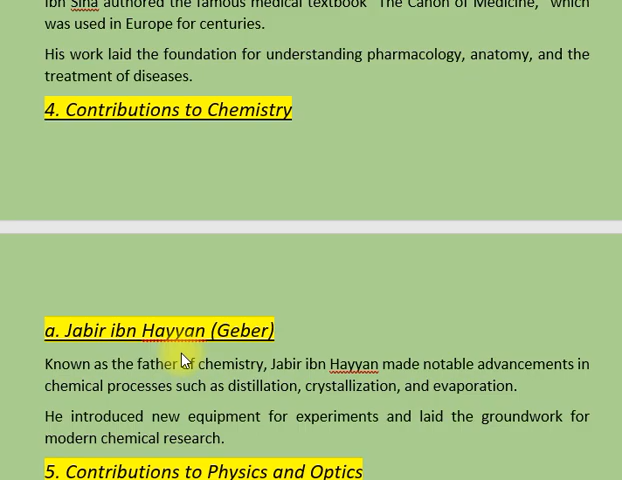 Ibn Sina authored the famous medical textbook "The Canon of Medicine," which
was used in Europe for centuries.
His work laid the foundation for understanding pharmacology, anatomy, and the
treatment of diseases.
4. Contributions to Chemistry
a. Jabir ibn Hayyan (Geber)
Known as the father of chemistry, Jabir ibn Hayyan made notable advancements in
chemical processes such as distillation, crystallization, and evaporation.
He introduced new equipment for experiments and laid the groundwork for
modern chemical research.
5. Contributions to Physics and Optics